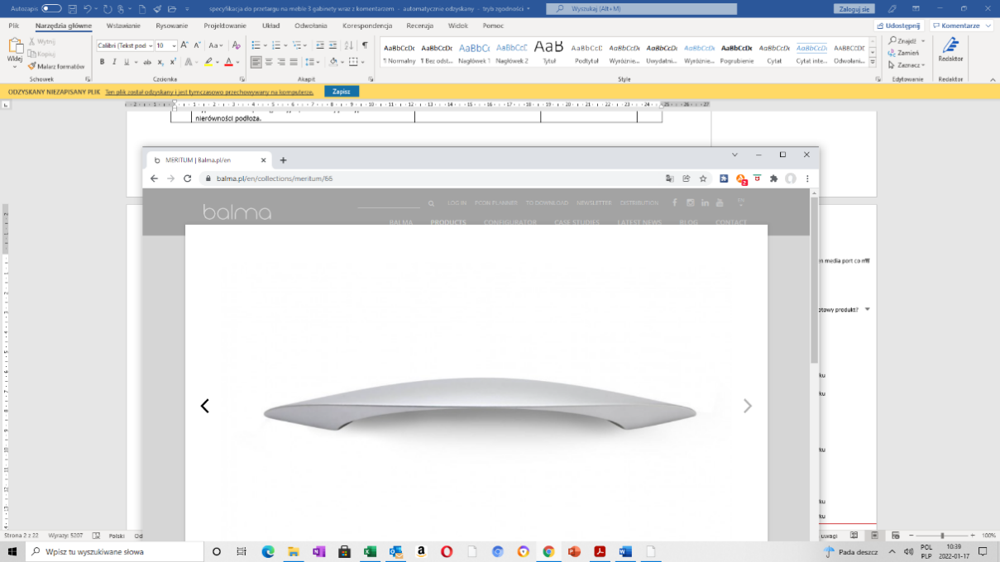 Autozapis
specyfikacja do przetargu na meble 3 gabinety wraz z komentarzem - automatycznie odzyskany - tryb zgodności
Wyszukaj (Alt+M)
Zaloguj się
Plik Narzędzia główne Wstawianie Rysowanie Projektowanie Układ Odwołania Korespondencja Recenzja Widok Pomoc
Udostępnij Komentarze
Wklej
Wytnij
Kopiuj
Malarz formatów
Schowek
Calibri (Tekst pod 10
Czcionka
Akapit
AaBbCcDc AaBbCcDc AaBbCc AaBbCcC AaB AaBbCcC AaBbCcDc AaBbCcDc AaBbCcDc AaBbCcDc AaBbCcDc AaBbCcDc AABBCCDC
¶ Normalny ¶ Bez odst... Nagłówek 1 Nagłówek 2 Tytuł Podtytuł Wyróżnie... Uwydatni... Wyróżnie... Pogrubienie Cytat Cytat inte... Odwołani...
Style
Znajdź
Zamień
Zaznacz
Edytowanie
Redaktor
Redaktor
ODZYSKANY NIEZAPISANY PLIK Ten plik został odzyskany i jest tymczasowo przechowywany na komputerze. Zapisz
nierówności podłoża.
MERITUM | Balma.pl/en
balma.pl/en/collections/meritum/66
balma
LOG IN PCON PLANNER TO DOWNLOAD NEWSLETTER DISTRIBUTION
EN
BALMA PRODUCTS CONFIGURATOR CASE STUDIES LATEST NEWS BLOG CONTACT
n media port co
otowy produkt?
ku
ku
ku
ku
ku
Strona 2 z 22 Wyrazy: 5207 Polski Od
uwagi
100%
Wpisz tu wyszukiwane słowa
Pada deszcz
POL
PLP
10:39
2022-01-17